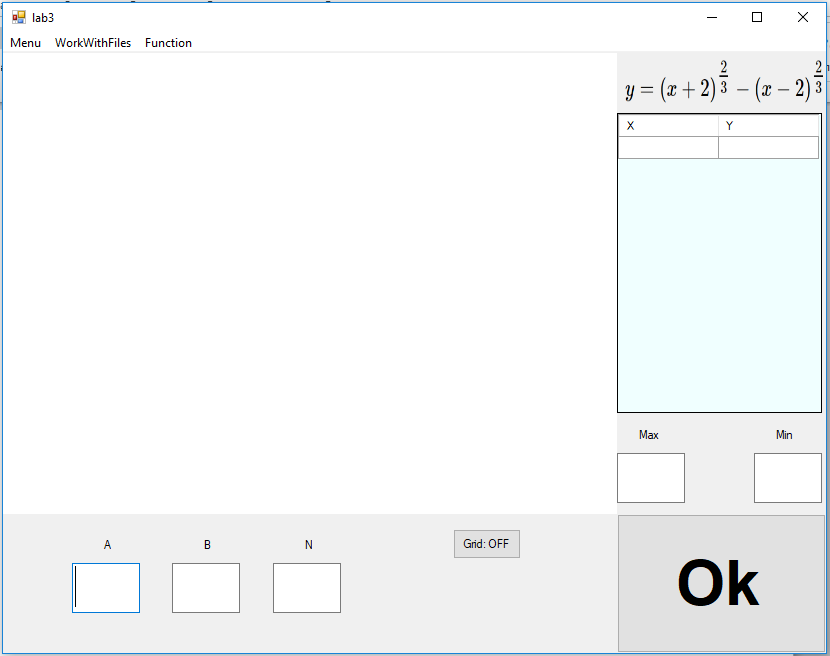 lab3
Menu WorkWithFiles Function
y = (x + 2)^{2/3} − (x − 2)^{2/3}
X Y
Max Min
A B N Grid: OFF
Ok